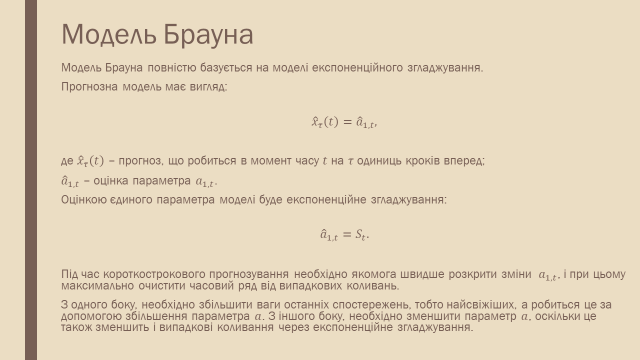 Модель Брауна
Модель Брауна повністю базується на моделі експоненційного згладжування.
Прогнозна модель має вигляд:
x̂_τ(t) = â_{1,t},
де x̂_τ(t) – прогноз, що робиться в момент часу t на τ одиниць кроків вперед;
â_{1,t} – оцінка параметра a_{1,t}.
Оцінкою єдиного параметра моделі буде експоненційне згладжування:
â_{1,t} = S_t.
Під час короткострокового прогнозування необхідно якомога швидше розкрити зміни a_{1,t}, і при цьому
максимально очистити часовий ряд від випадкових коливань.
З одного боку, необхідно збільшити ваги останніх спостережень, тобто найсвіжіших, а робиться це за
допомогою збільшення параметра α. З іншого боку, необхідно зменшити параметр α, оскільки це
також зменшить і випадкові коливання через експоненційне згладжування.